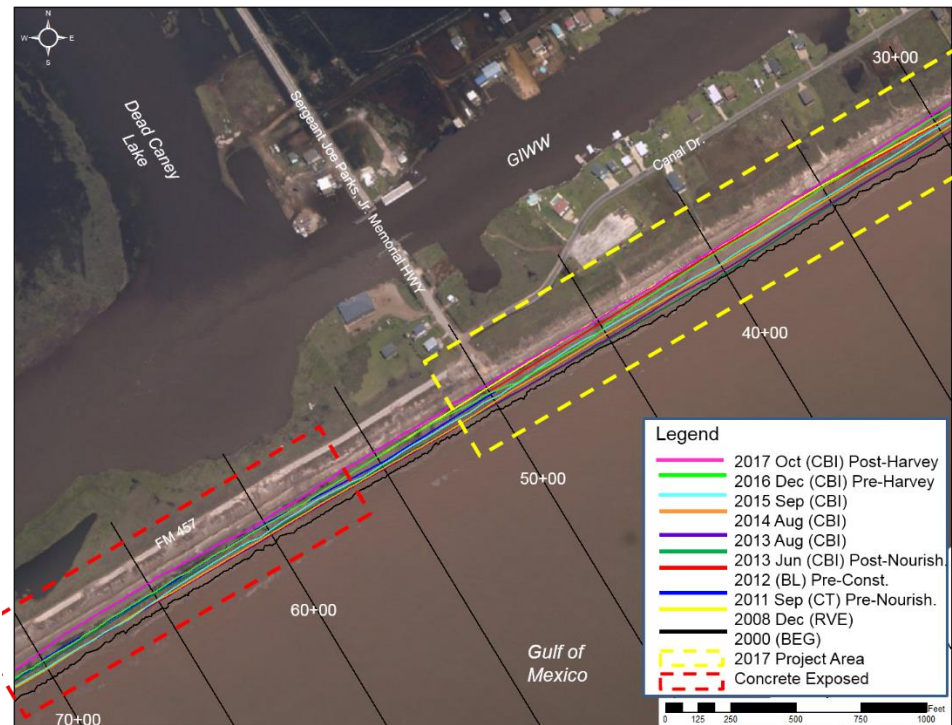 N
W E
S
30+00
Dead Caney
Lake
Sergeant Joe Parks, Jr. Memorial HWY
GIWW
Canal Dr.
40+00
50+00
FM 457
60+00
70+00
Gulf of
Mexico
Legend
2017 Oct (CBI) Post-Harvey
2016 Dec (CBI) Pre-Harvey
2015 Sep (CBI)
2014 Aug (CBI)
2013 Aug (CBI)
2013 Jun (CBI) Post-Nourish.
2012 (BL) Pre-Const.
2011 Sep (CT) Pre-Nourish.
2008 Dec (RVE)
2000 (BEG)
2017 Project Area
Concrete Exposed
Feet
0 125 250 500 750 1000